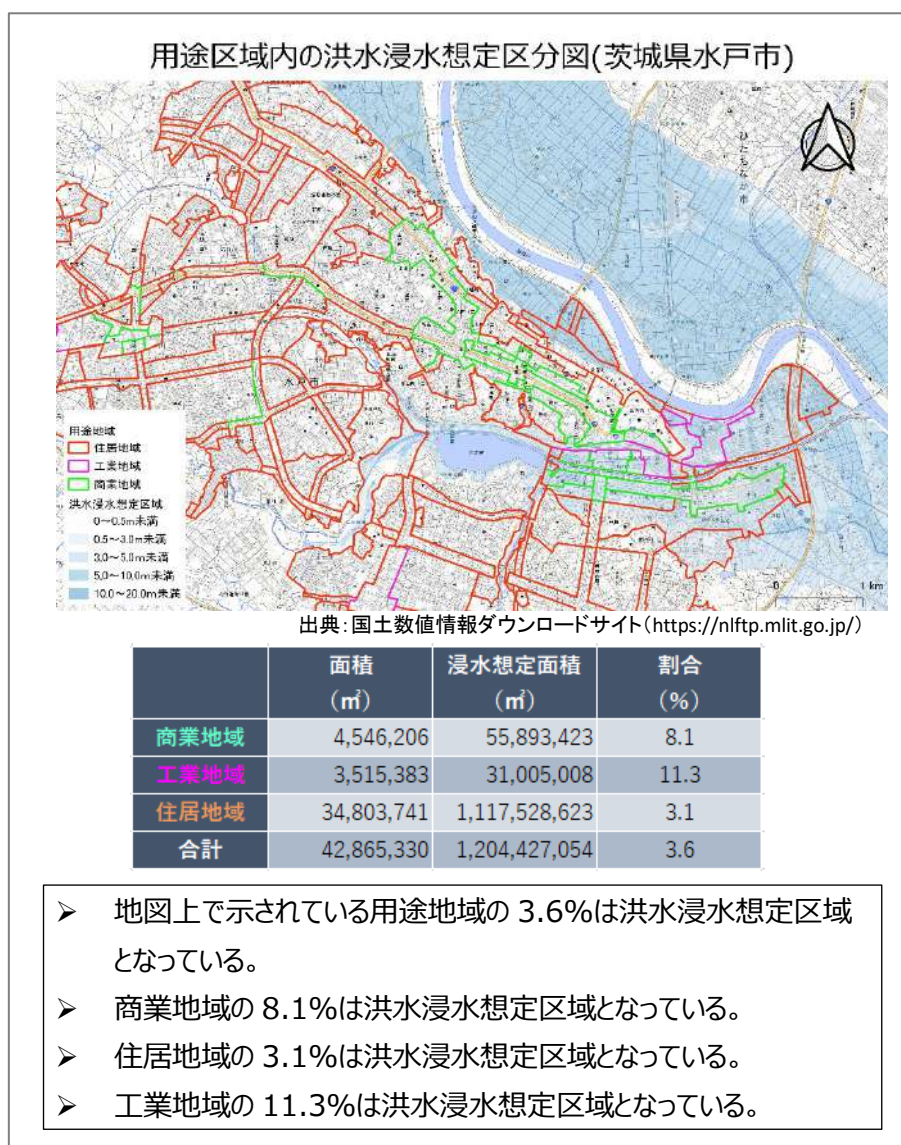 用途区域内の洪水浸水想定区分図(茨城県水戸市)
ひたちなか市
水戸市
用途地域
住居地域
工業地域
商業地域
洪水浸水想定区域
0～0.5m未満
0.5～3.0m未満
3.0～5.0m未満
5.0～10.0m未満
10.0～20.0m未満
0 1 km
出典：国土数値情報ダウンロードサイト(https://nlftp.mlit.go.jp/)
面積 浸水想定面積 割合
(㎡) (㎡) (%)
商業地域 4,546,206 55,893,423 8.1
工業地域 3,515,383 31,005,008 11.3
住居地域 34,803,741 1,117,528,623 3.1
合計 42,865,330 1,204,427,054 3.6
➢ 地図上で示されている用途地域の 3.6%は洪水浸水想定区域
となっている。
➢ 商業地域の 8.1%は洪水浸水想定区域となっている。
➢ 住居地域の 3.1%は洪水浸水想定区域となっている。
➢ 工業地域の 11.3%は洪水浸水想定区域となっている。